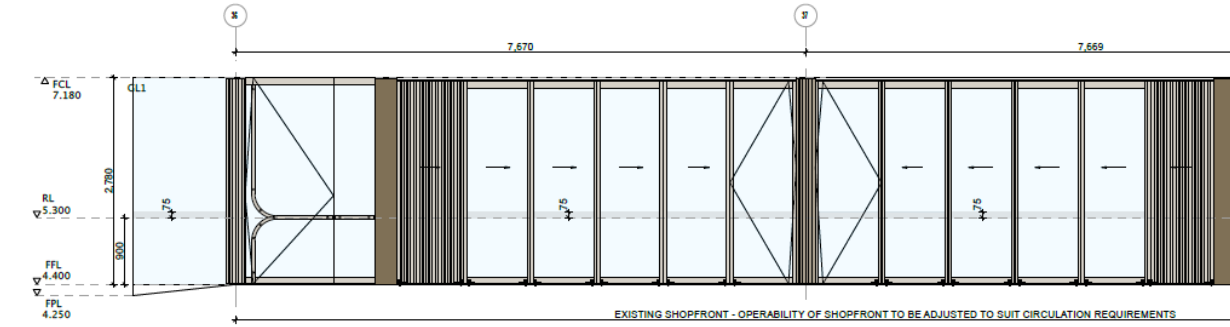 36
37
7,670
7,669
FCL
7.180
GL1
2,780
RL
5.300
75
75
75
900
FFL
4.400
FPL
4.250
EXISTING SHOPFRONT - OPERABILITY OF SHOPFRONT TO BE ADJUSTED TO SUIT CIRCULATION REQUIREMENTS